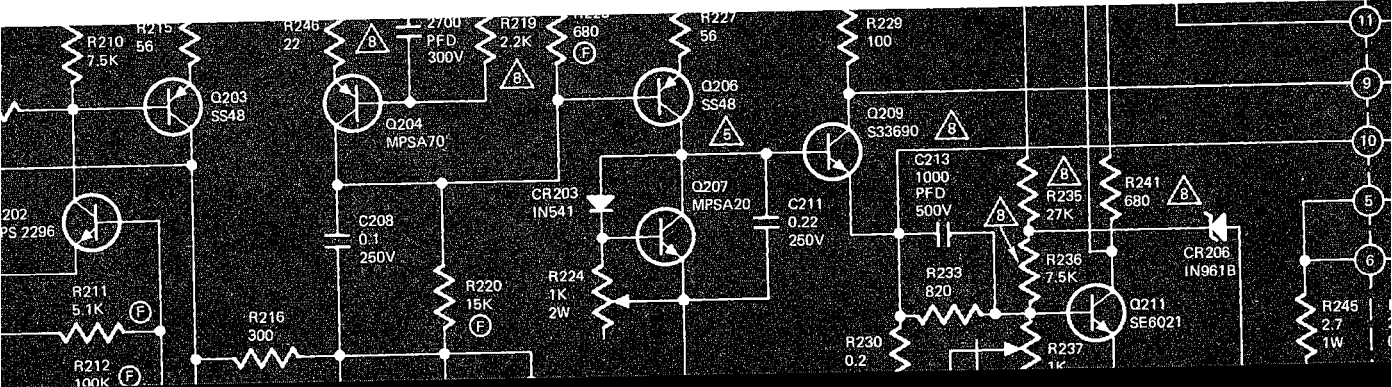 R210
7.5K
R215
56
R246
22
2700
PFD
300V
R219
2.2K
680
F
R227
56
R229
100
11
8
8
9
Q203
SS48
Q204
MPSA70
Q206
SS48
5
Q209
S33690
8
10
C213
1000
PFD
500V
CR203
IN541
Q207
MPSA20
C211
0.22
250V
8
R235
27K
R241
680
8
8
5
202
PS 2296
C208
0.1
250V
CR206
IN961B
6
R224
1K
2W
R233
820
R236
7.5K
R211
5.1K
F
R220
15K
F
Q211
SE6021
R245
2.7
1W
R216
300
R230
0.2
R237
1K
R212
100K
F